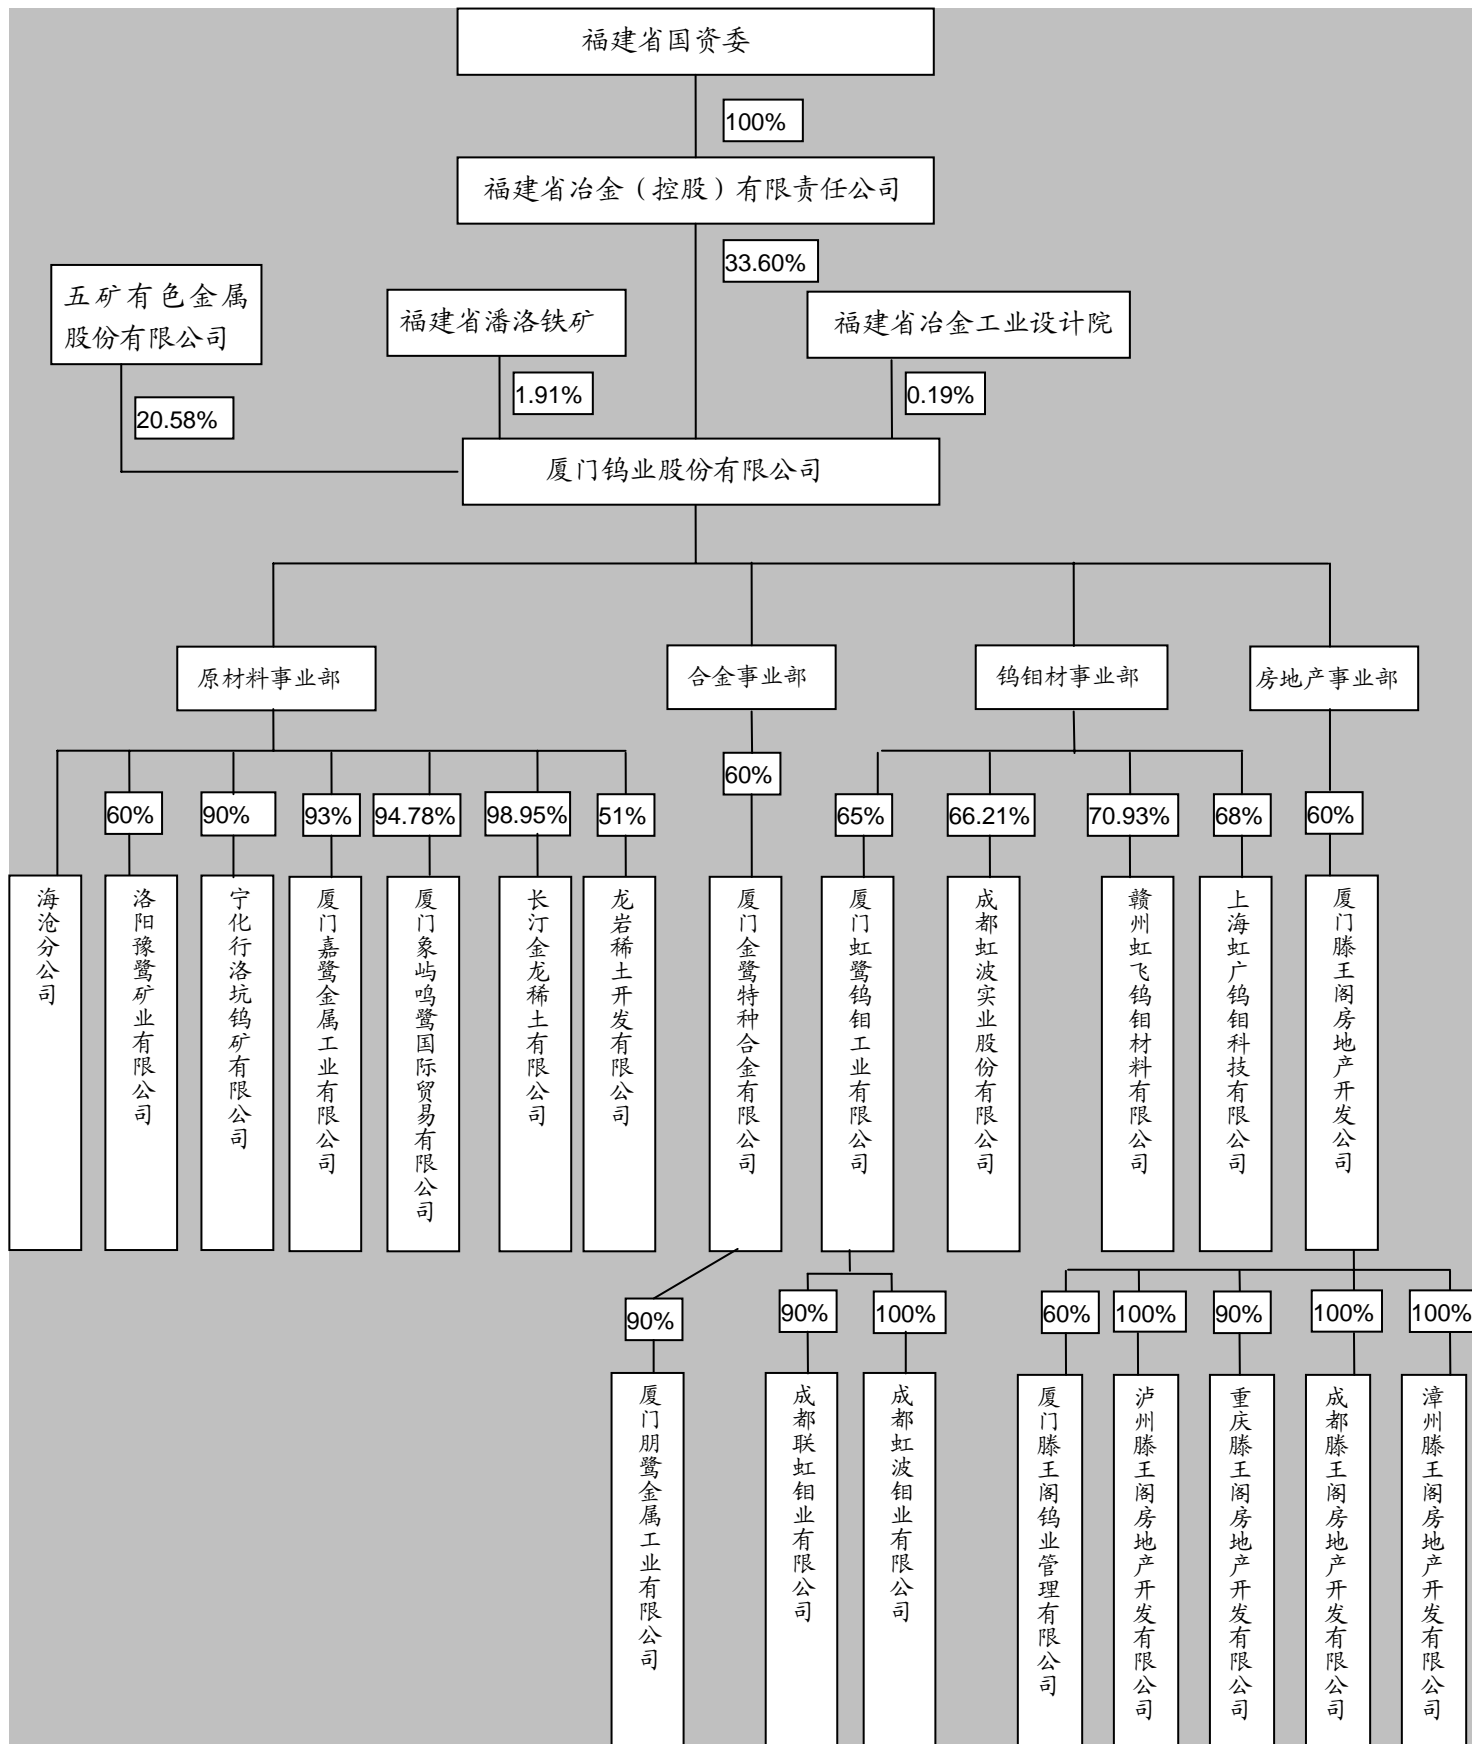 福建省国资委
100%
福建省冶金（控股）有限责任公司
33.60%
五矿有色金属
股份有限公司
福建省潘洛铁矿
福建省冶金工业设计院
20.58%
1.91%
0.19%
厦门钨业股份有限公司
原材料事业部
合金事业部
钨钼材事业部
房地产事业部
60%
90%
93%
94.78%
98.95%
51%
60%
65%
66.21%
70.93%
68%
60%
海沧分公司
洛阳豫鹭矿业有限公司
宁化行洛坑钨矿有限公司
厦门嘉鹭金属工业有限公司
厦门象屿鸣鹭国际贸易有限公司
长汀金龙稀土有限公司
龙岩稀土开发有限公司
厦门金鹭特种合金有限公司
厦门虹鹭钨钼工业有限公司
成都虹波实业股份有限公司
赣州虹飞钨钼材料有限公司
上海虹广钨钼科技有限公司
厦门滕王阁房地产开发公司
90%
90%
100%
60%
100%
90%
100%
100%
厦门朋鹭金属工业有限公司
成都联虹钼业有限公司
成都虹波钼业有限公司
厦门滕王阁钨业管理有限公司
泸州滕王阁房地产开发有限公司
重庆滕王阁房地产开发有限公司
成都滕王阁房地产开发有限公司
漳州滕王阁房地产开发有限公司